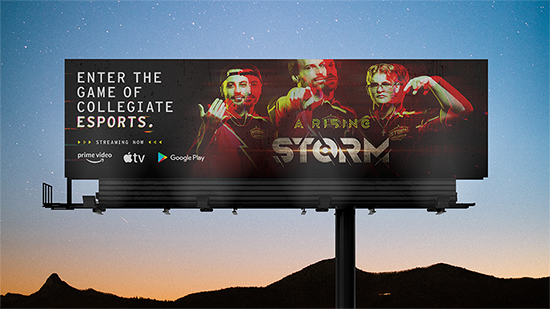 ENTER THE
GAME OF
COLLEGIATE
ESPORTS.
STREAMING NOW
prime video
tv
Google Play
A RISING
STORM